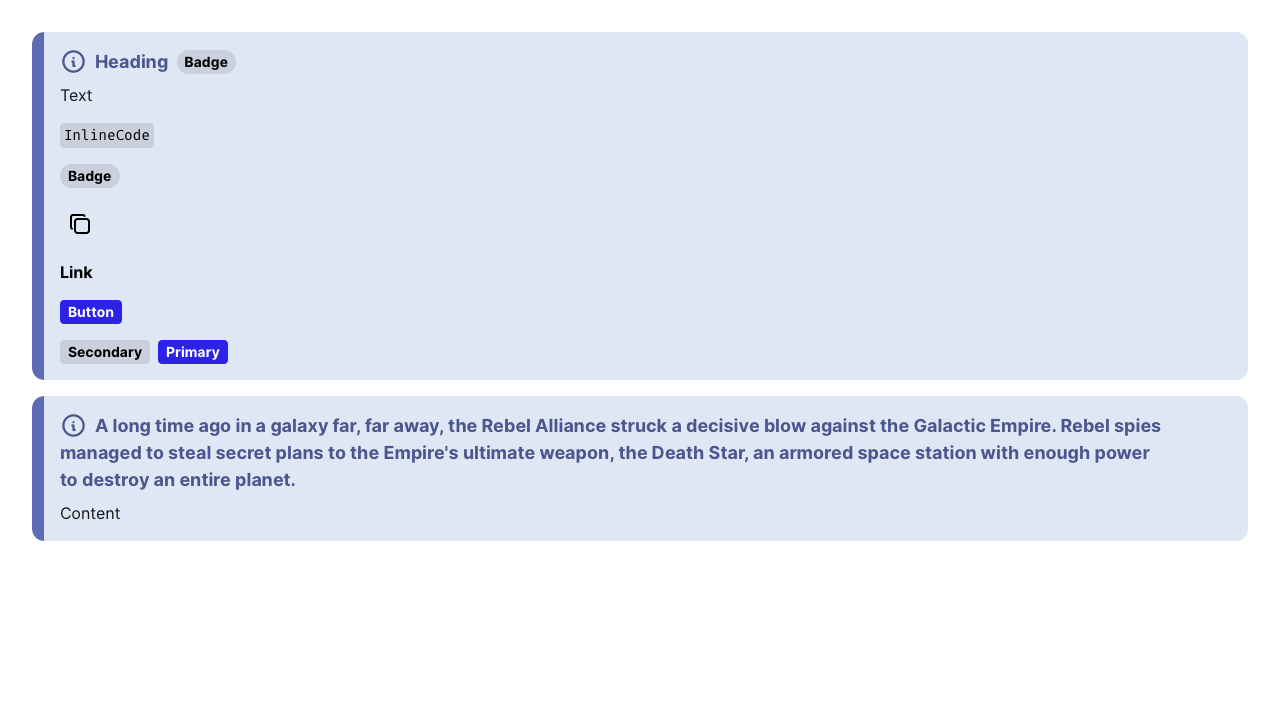 Heading Badge
Text
InlineCode
Badge
Link
Button
Secondary Primary
A long time ago in a galaxy far, far away, the Rebel Alliance struck a decisive blow against the Galactic Empire. Rebel spies
managed to steal secret plans to the Empire's ultimate weapon, the Death Star, an armored space station with enough power
to destroy an entire planet.
Content